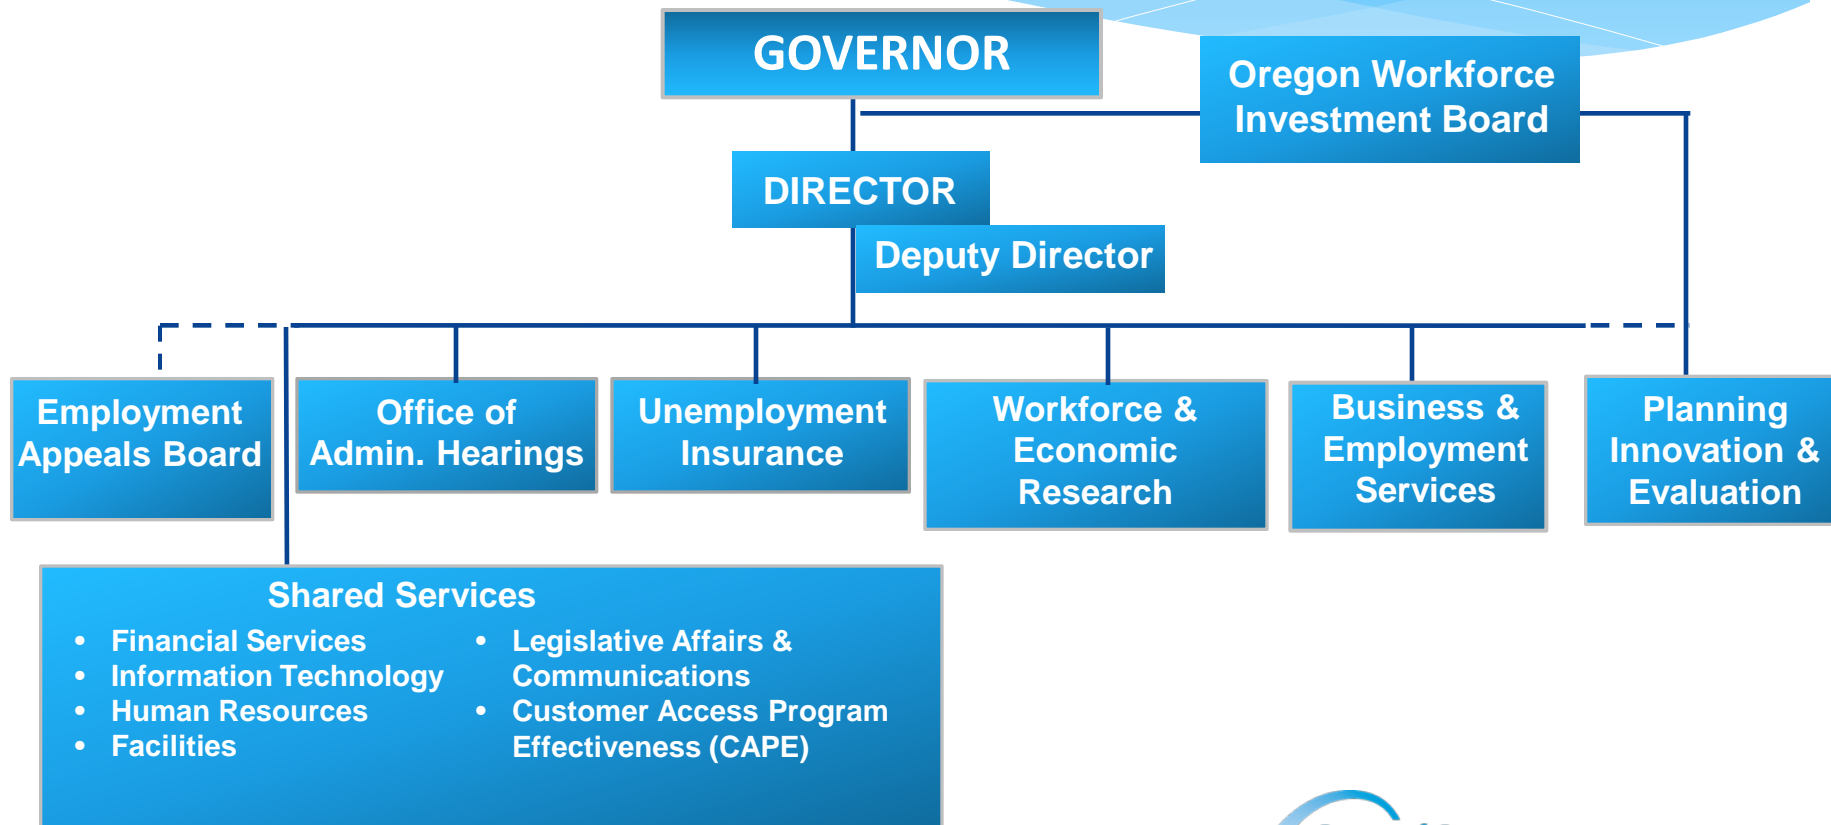 GOVERNOR
Oregon Workforce
Investment Board
DIRECTOR
Deputy Director
Employment
Appeals Board
Office of
Admin. Hearings
Unemployment
Insurance
Workforce &
Economic
Research
Business &
Employment
Services
Planning
Innovation &
Evaluation
Shared Services
• Financial Services
• Information Technology
• Human Resources
• Facilities
• Legislative Affairs &
Communications
• Customer Access Program
Effectiveness (CAPE)